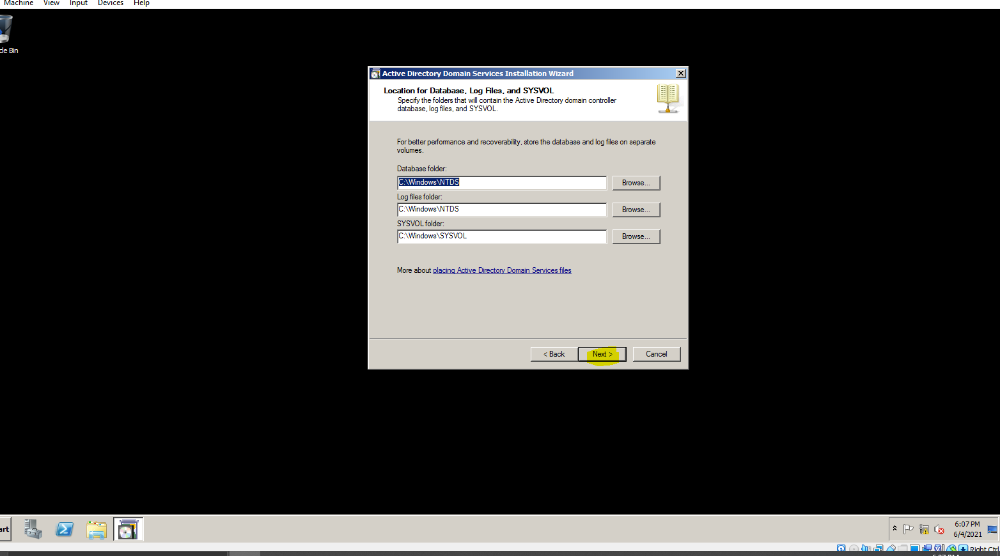 Machine View Input Devices Help
cle Bin
Active Directory Domain Services Installation Wizard
Location for Database, Log Files, and SYSVOL
Specify the folders that will contain the Active Directory domain controller
database, log files, and SYSVOL.
For better performance and recoverability, store the database and log files on separate
volumes.
Database folder:
C:\Windows\NTDS Browse...
Log files folder:
C:\Windows\NTDS Browse...
SYSVOL folder:
C:\Windows\SYSVOL Browse...
More about placing Active Directory Domain Services files
< Back Next > Cancel
art
6:07 PM
6/4/2021
Right Ctrl